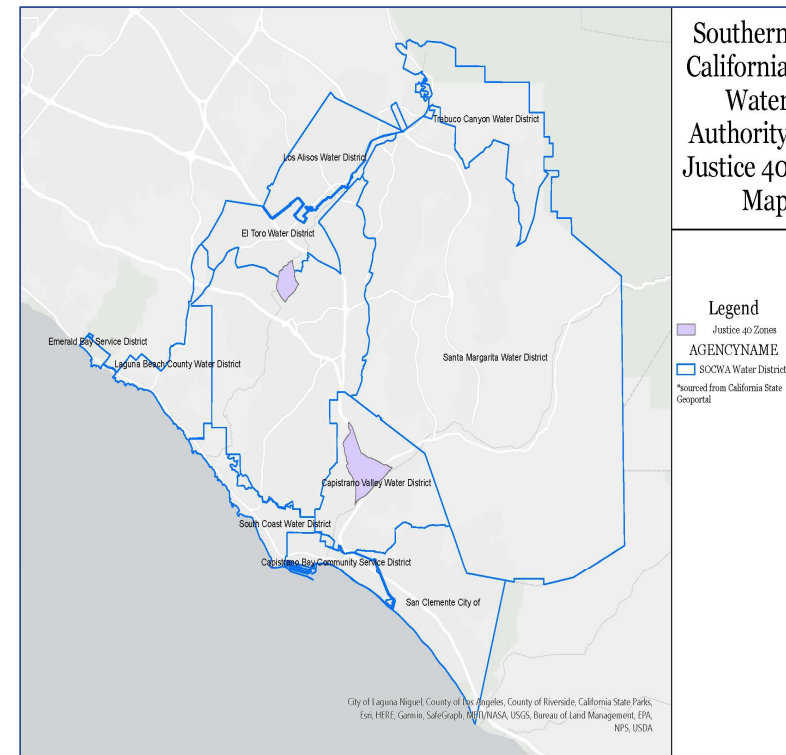 Southern
California
Water
Authority
Justice 40
Map
Trabuco Canyon Water District
Los Alisos Water District
El Toro Water District
Emerald Bay Service District
Laguna Beach County Water District
Santa Margarita Water District
Capistrano Valley Water District
South Coast Water District
Capistrano Bay Community Service District
San Clemente City of
Legend
Justice 40 Zones
AGENCYNAME
SOCWA Water District
*sourced from California State
Geoportal
City of Laguna Niguel, County of Los Angeles, County of Riverside, California State Parks,
Esri, HERE, Garmin, SafeGraph, METI/NASA, USGS, Bureau of Land Management, EPA,
NPS, USDA